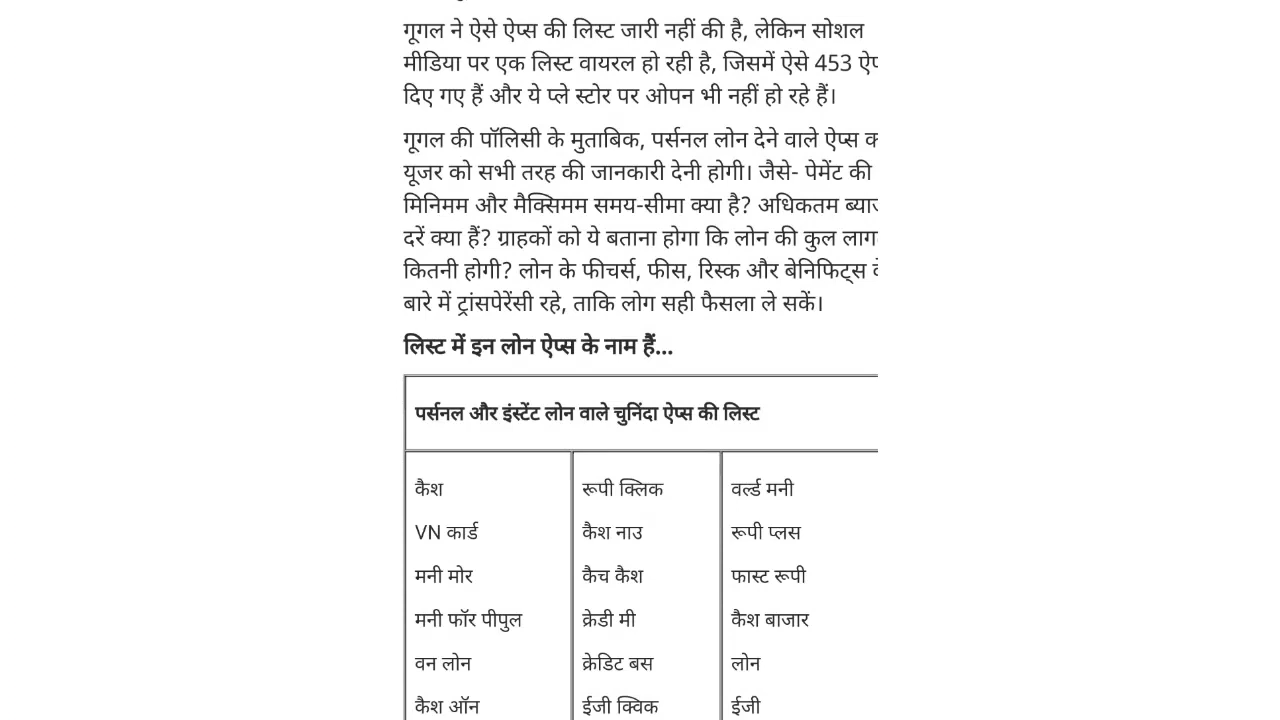 गूगल ने ऐसे ऐप्स की लिस्ट जारी नहीं की है, लेकिन सोशल
मीडिया पर एक लिस्ट वायरल हो रही है, जिसमें ऐसे 453
दिए गए हैं और ये प्ले स्टोर पर ओपन भी नहीं हो रहे हैं।
गूगल की पॉलिसी के मुताबिक, पर्सनल लोन देने वाले ऐप्स
यूजर को सभी तरह की जानकारी देनी होगी। जैसे- पेमेंट की
मिनिमम और मैक्सिमम समय-सीमा क्या है? अधिकतम
दरें क्या हैं? ग्राहकों को ये बताना होगा कि लोन की कुल
कितनी होगी? लोन के फीचर्स, फीस, रिस्क और बेनिफिट्स
बारे में ट्रांसपेरेंसी रहे, ताकि लोग सही फैसला ले सकें।
लिस्ट में इन लोन ऐप्स के नाम हैं...
पर्सनल और इंस्टेंट लोन वाले चुनिंदा ऐप्स की लिस्ट
कैश रूपी क्लिक वर्ल्ड मनी
VN कार्ड कैश नाउ रूपी प्लस
मनी मोर कैच कैश फास्ट रूपी
मनी फॉर पीपुल क्रेडी मी कैश बाजार
वन लोन क्रेडिट बस लोन
कैश ऑन ईजी क्विक ईजी